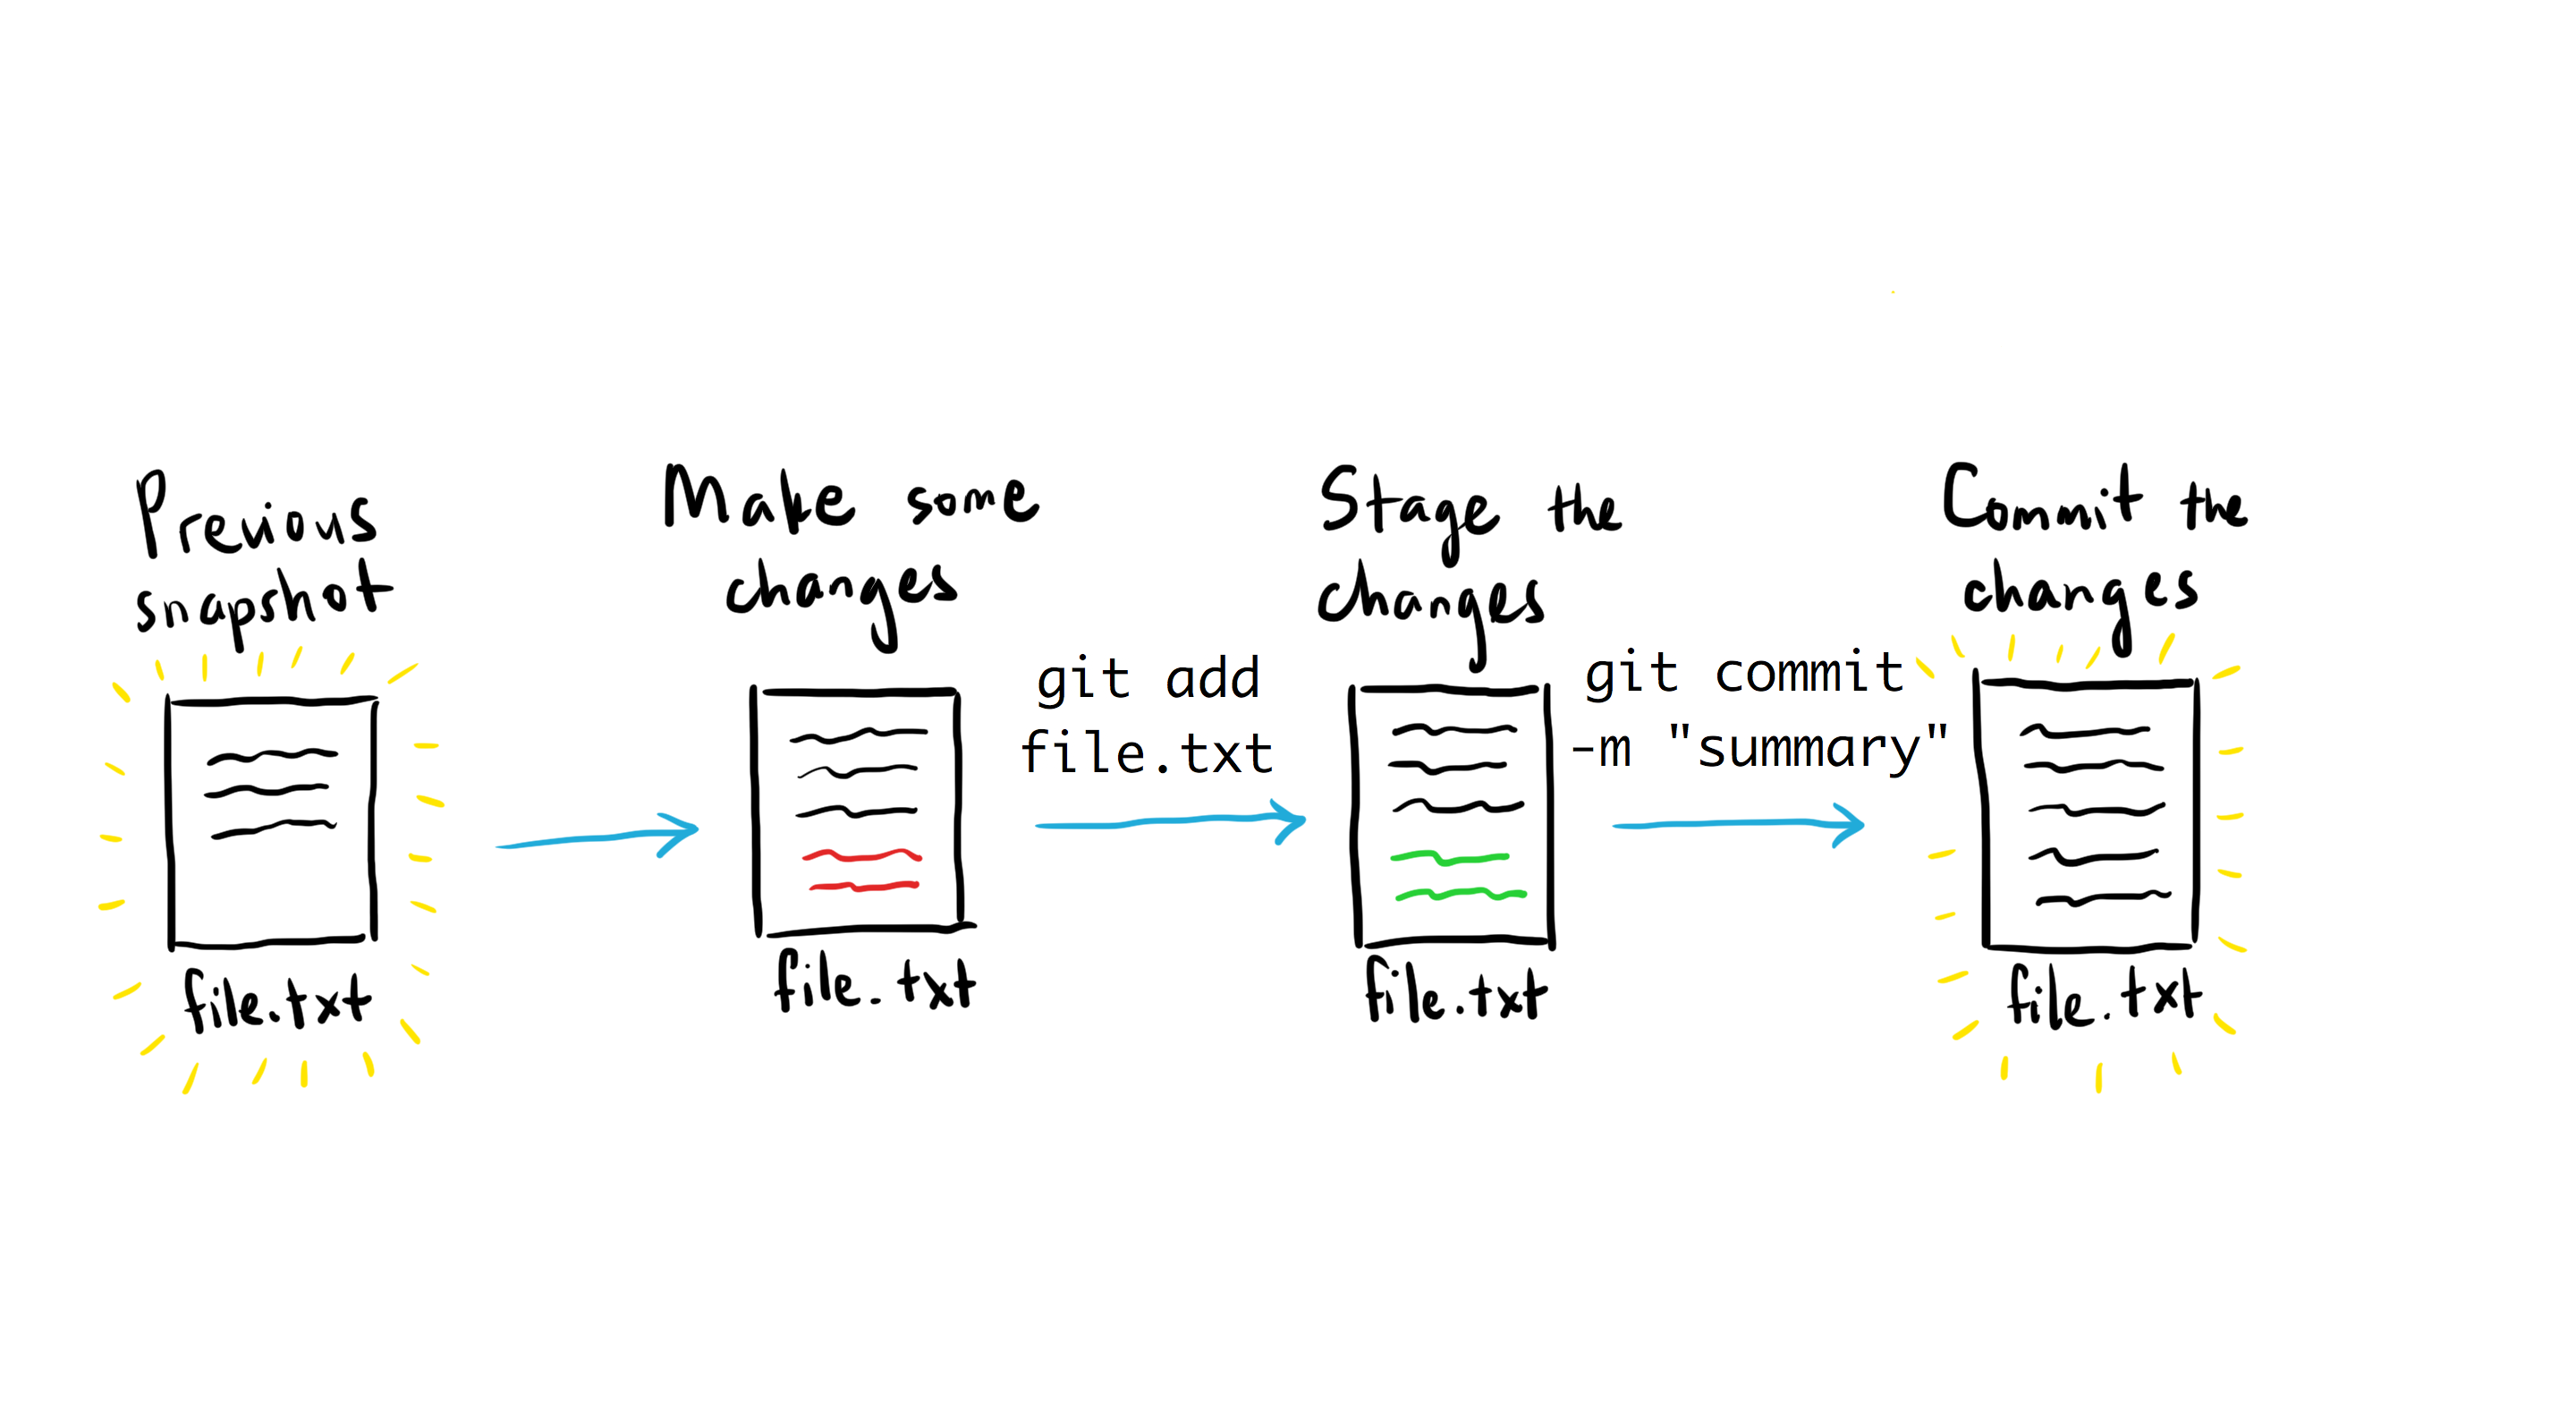 Previous
snapshot
file.txt
Make some
changes
file.txt
git add
file.txt
Stage the
changes
file.txt
git commit
-m "summary"
Commit the
changes
file.txt